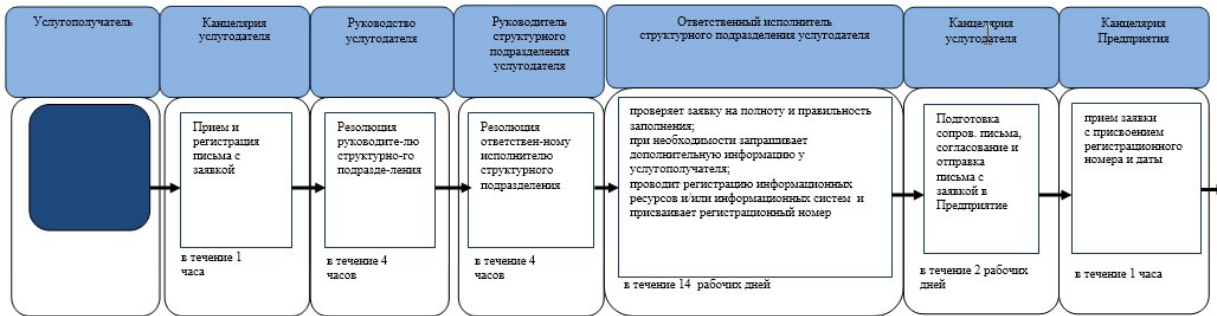 Услугополучатель
Канцелярия
услугодателя
Руководство
услугодателя
Руководитель
структурного
подразделения
услугодателя
Ответственный исполнитель
структурного подразделения услугодателя
Канцелярия
услугодателя
Канцелярия
Предприятия
Прием и
регистрация
письма с
заявкой
в течение 1
часа
Резолюция
руководите-лю
структурно-го
подразде-ления
в течение 4
часов
Резолюция
ответствен-ному
исполнителю
структурного
подразделения
в течение 4
часов
проверяет заявку на полноту и правильность
заполнения;
при необходимости запрашивает
дополнительную информацию у
услугополучателя;
проводит регистрацию информационных
ресурсов и/или информационных систем и
присваивает регистрационный номер
в течение 14 рабочих дней
Подготовка
сопров. письма,
согласование и
отправка
письма с
заявкой в
Предприятие
в течение 2 рабочих
дней
прием заявки
с присвоением
регистрационного
номера и даты
в течение 1 часа